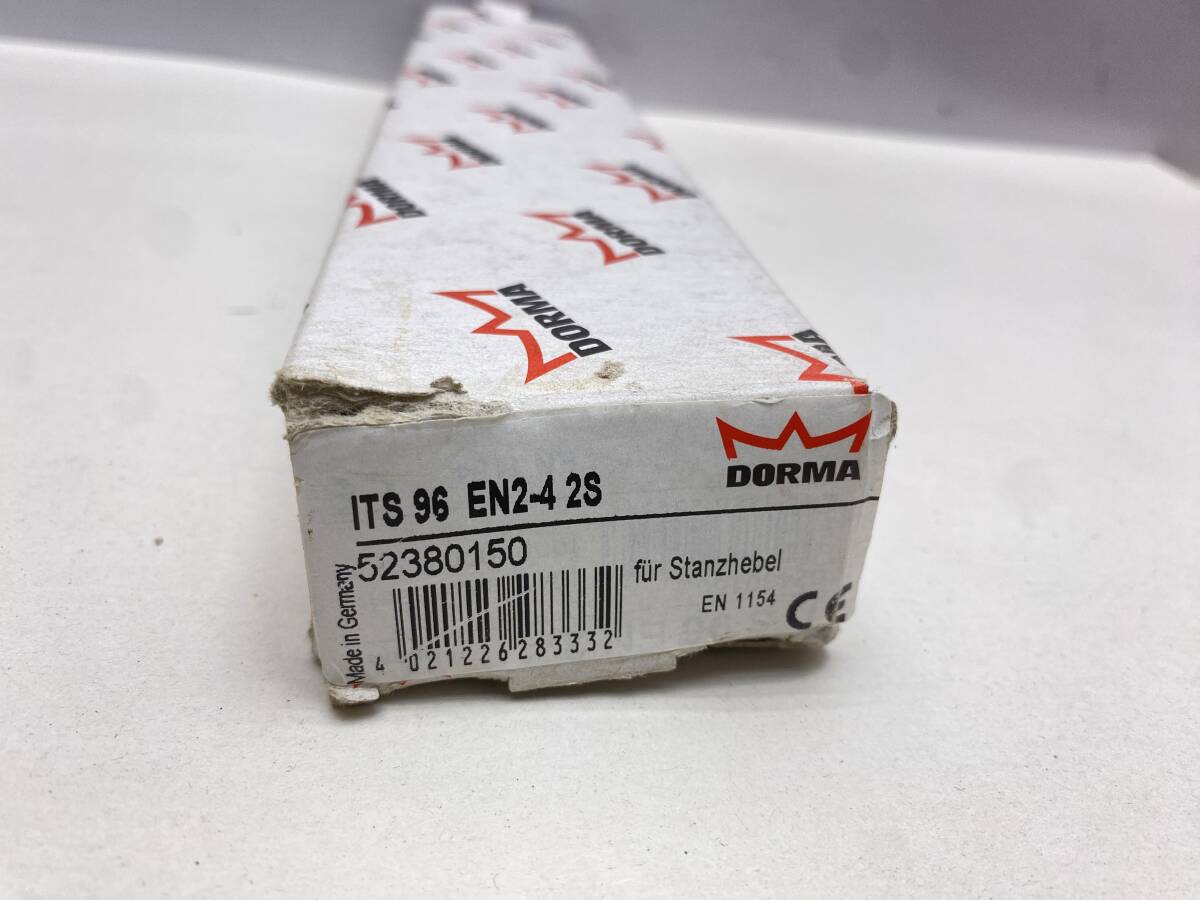 DORMA
DORMA
DORMA
DORMA
ITS 96 EN2-4 2S
52380150
für Stanzhebel
EN 1154
CE
Made in Germany
4 021226 283332